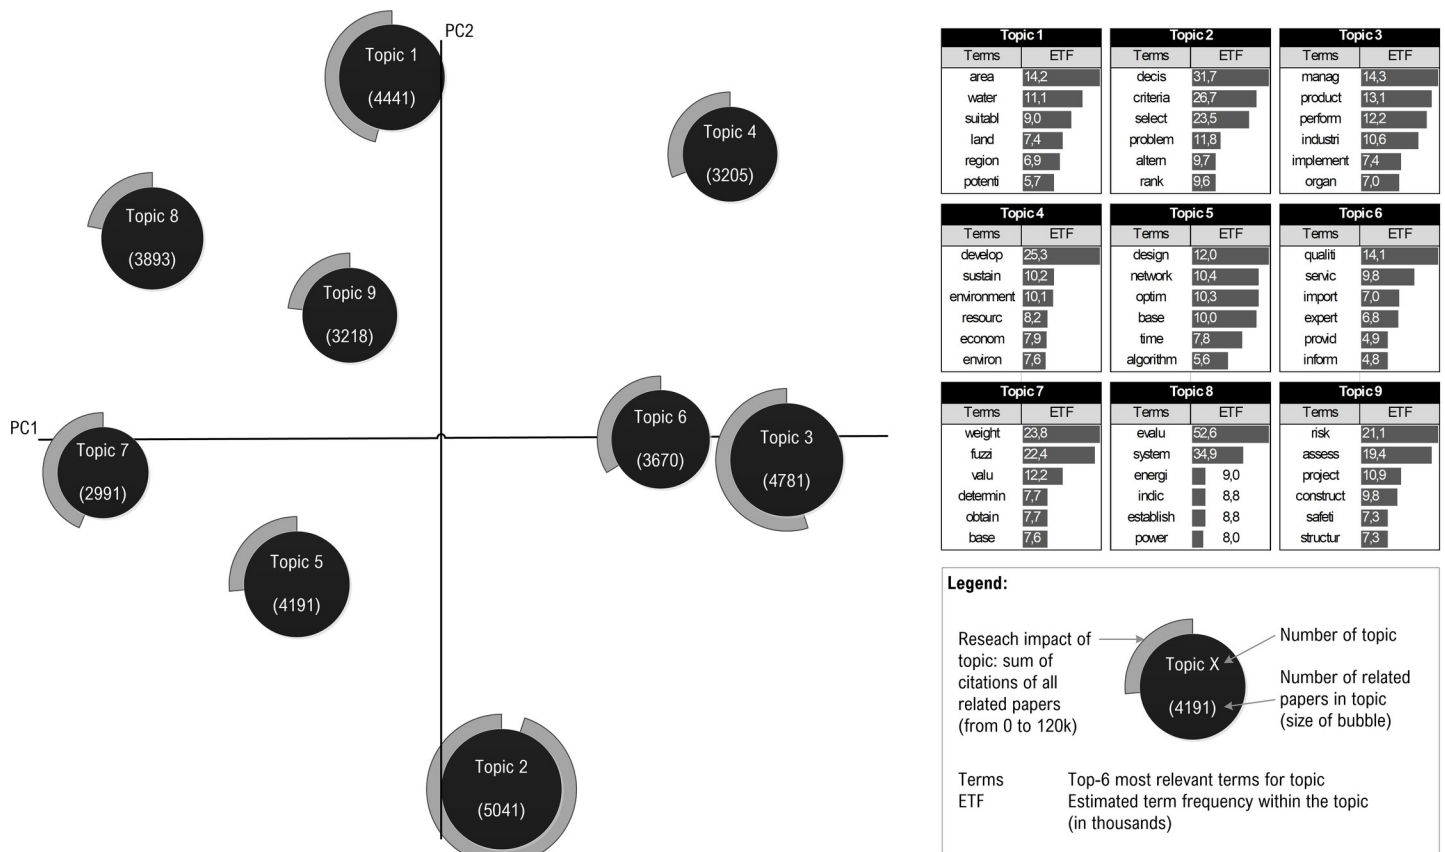 PC2
Topic 1
(4441)
Topic 4
(3205)
Topic 8
(3893)
Topic 9
(3218)
PC1
Topic 6
(3670)
Topic 3
(4781)
Topic 7
(2991)
Topic 5
(4191)
Topic 2
(5041)
Topic 1
Terms ETF
area 14,2
water 11,1
suitabl 9,0
land 7,4
region 6,9
potenti 5,7
Topic 2
Terms ETF
decis 31,7
criteria 26,7
select 23,5
problem 11,8
altern 9,7
rank 9,6
Topic 3
Terms ETF
manag 14,3
product 13,1
perform 12,2
industri 10,6
implement 7,4
organ 7,0
Topic 4
Terms ETF
develop 25,3
sustain 10,2
environment 10,1
resourc 8,2
econom 7,9
environ 7,6
Topic 5
Terms ETF
design 12,0
network 10,4
optim 10,3
base 10,0
time 7,8
algorithm 5,6
Topic 6
Terms ETF
qualiti 14,1
servic 9,8
import 7,0
expert 6,8
provid 4,9
inform 4,8
Topic 7
Terms ETF
weight 23,8
fuzzi 22,4
valu 12,2
determin 7,7
obtain 7,7
base 7,6
Topic 8
Terms ETF
evalu 52,6
system 34,9
energi 9,0
indic 8,8
establish 8,8
power 8,0
Topic 9
Terms ETF
risk 21,1
assess 19,4
project 10,9
construct 9,8
safeti 7,3
structur 7,3
Legend:
Reseach impact of
topic: sum of
citations of all
related papers
(from 0 to 120k)
Topic X
(4191)
Number of topic
Number of related
papers in topic
(size of bubble)
Terms Top-6 most relevant terms for topic
ETF Estimated term frequency within the topic
(in thousands)